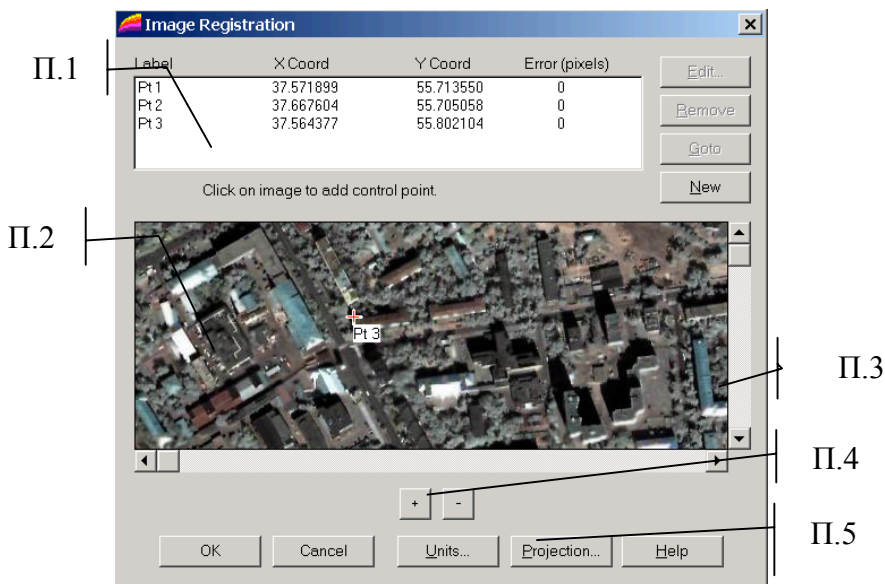 Image Registration
Label X Coord Y Coord Error (pixels)
Pt 1 37.571899 55.713550 0
Pt 2 37.667604 55.705058 0
Pt 3 37.564377 55.802104 0
Edit...
Remove
Goto
New
Click on image to add control point.
Pt 3
+ -
OK Cancel Units... Projection... Help
П.1
П.2
П.3
П.4
П.5